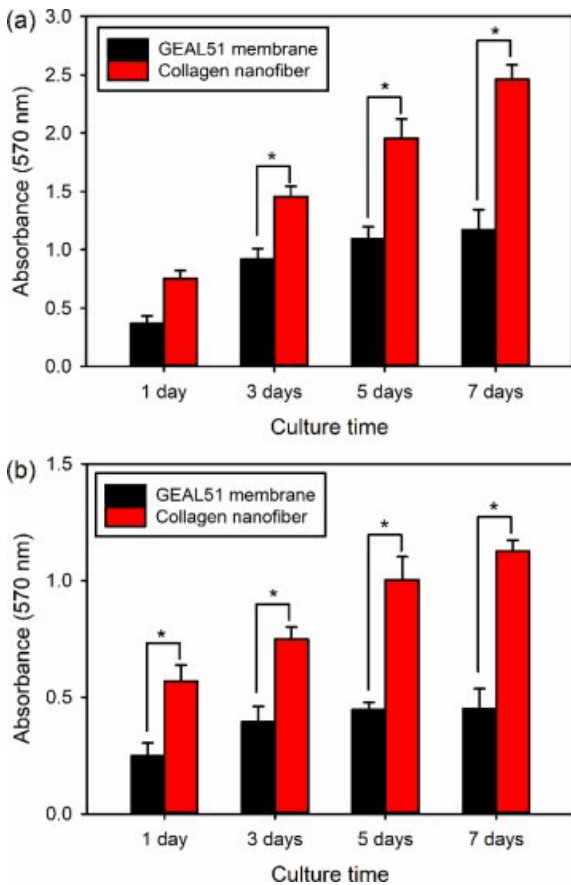 (a)
3.0
2.5
2.0
1.5
1.0
0.5
0.0
Absorbance (570 nm)
GEAL51 membrane
Collagen nanofiber
*
*
*
1 day 3 days 5 days 7 days
Culture time
(b)
1.5
1.0
0.5
0.0
Absorbance (570 nm)
GEAL51 membrane
Collagen nanofiber
*
*
*
*
1 day 3 days 5 days 7 days
Culture time